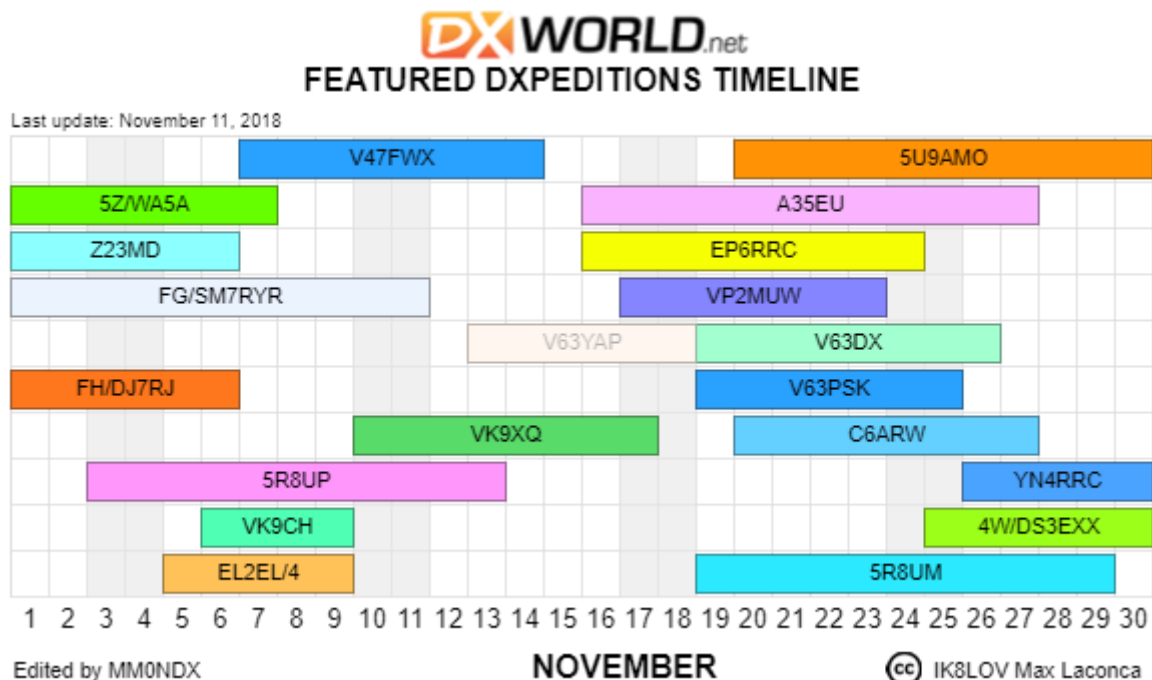 DXWORLD.net
FEATURED DXPEDITIONS TIMELINE
Last update: November 11, 2018
V47FWX 5U9AMO
5Z/WA5A A35EU
Z23MD EP6RRC
FG/SM7RYR VP2MUW
V63YAP V63DX
FH/DJ7RJ V63PSK
VK9XQ C6ARW
5R8UP YN4RRC
VK9CH 4W/DS3EXX
EL2EL/4 5R8UM
1 2 3 4 5 6 7 8 9 10 11 12 13 14 15 16 17 18 19 20 21 22 23 24 25 26 27 28 29 30
Edited by MM0NDX NOVEMBER cc IK8LOV Max Laconca